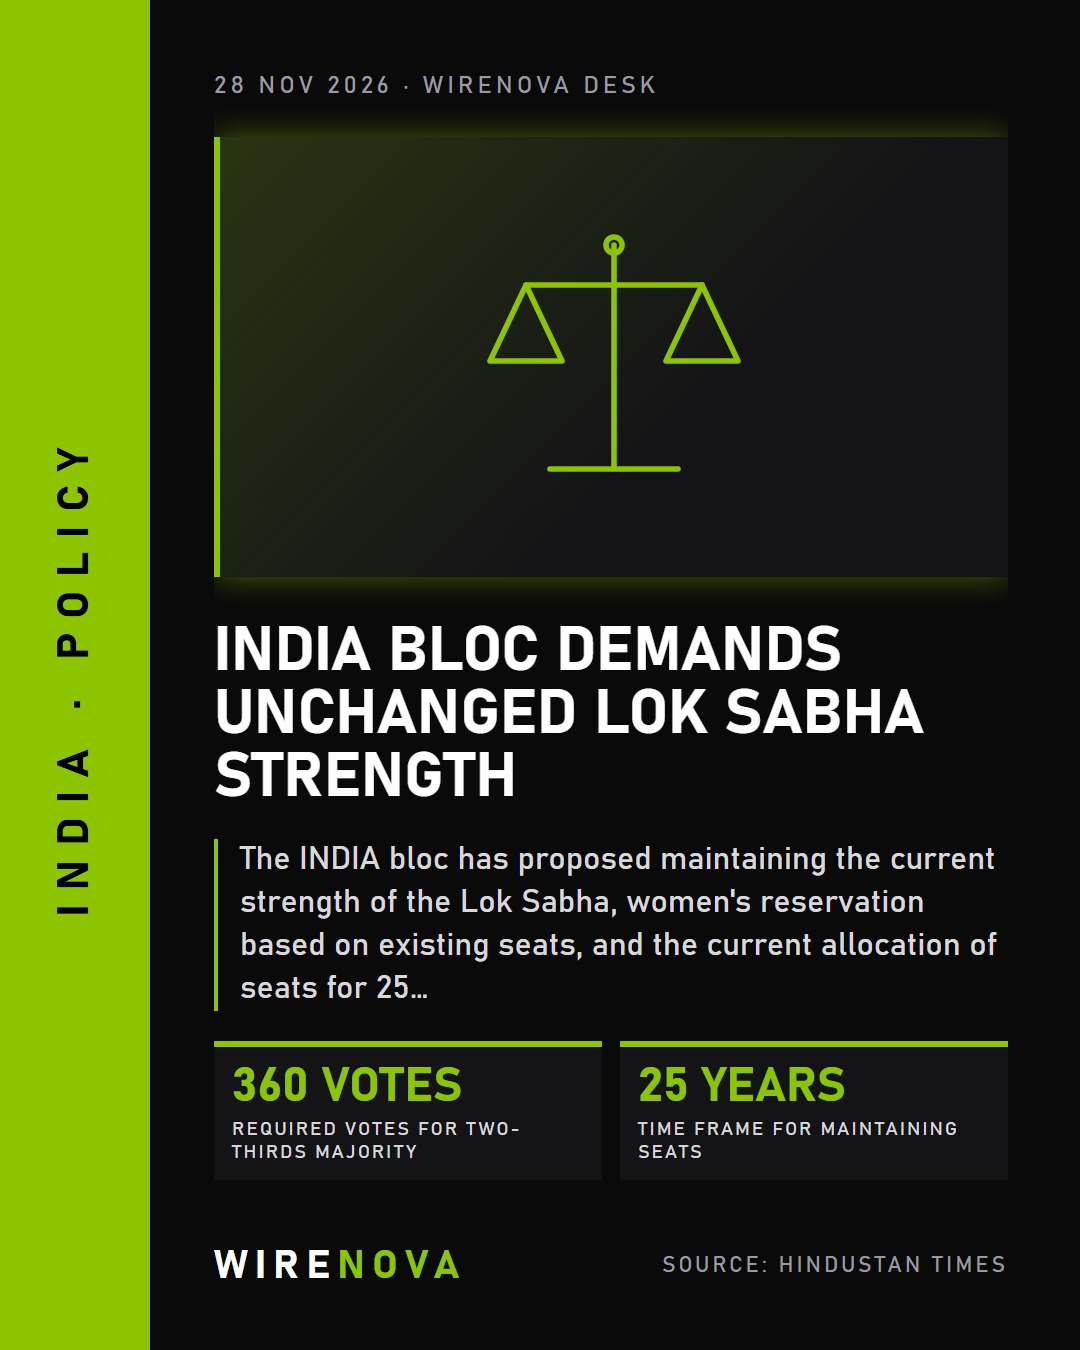 INDIA · POLICY
28 NOV 2026 · WIRENOVA DESK
INDIA BLOC DEMANDS
UNCHANGED LOK SABHA
STRENGTH
The INDIA bloc has proposed maintaining the current
strength of the Lok Sabha, women's reservation
based on existing seats, and the current allocation of
seats for 25…
360 VOTES
REQUIRED VOTES FOR TWO-
THIRDS MAJORITY
25 YEARS
TIME FRAME FOR MAINTAINING
SEATS
WIRENOVA
SOURCE: HINDUSTAN TIMES